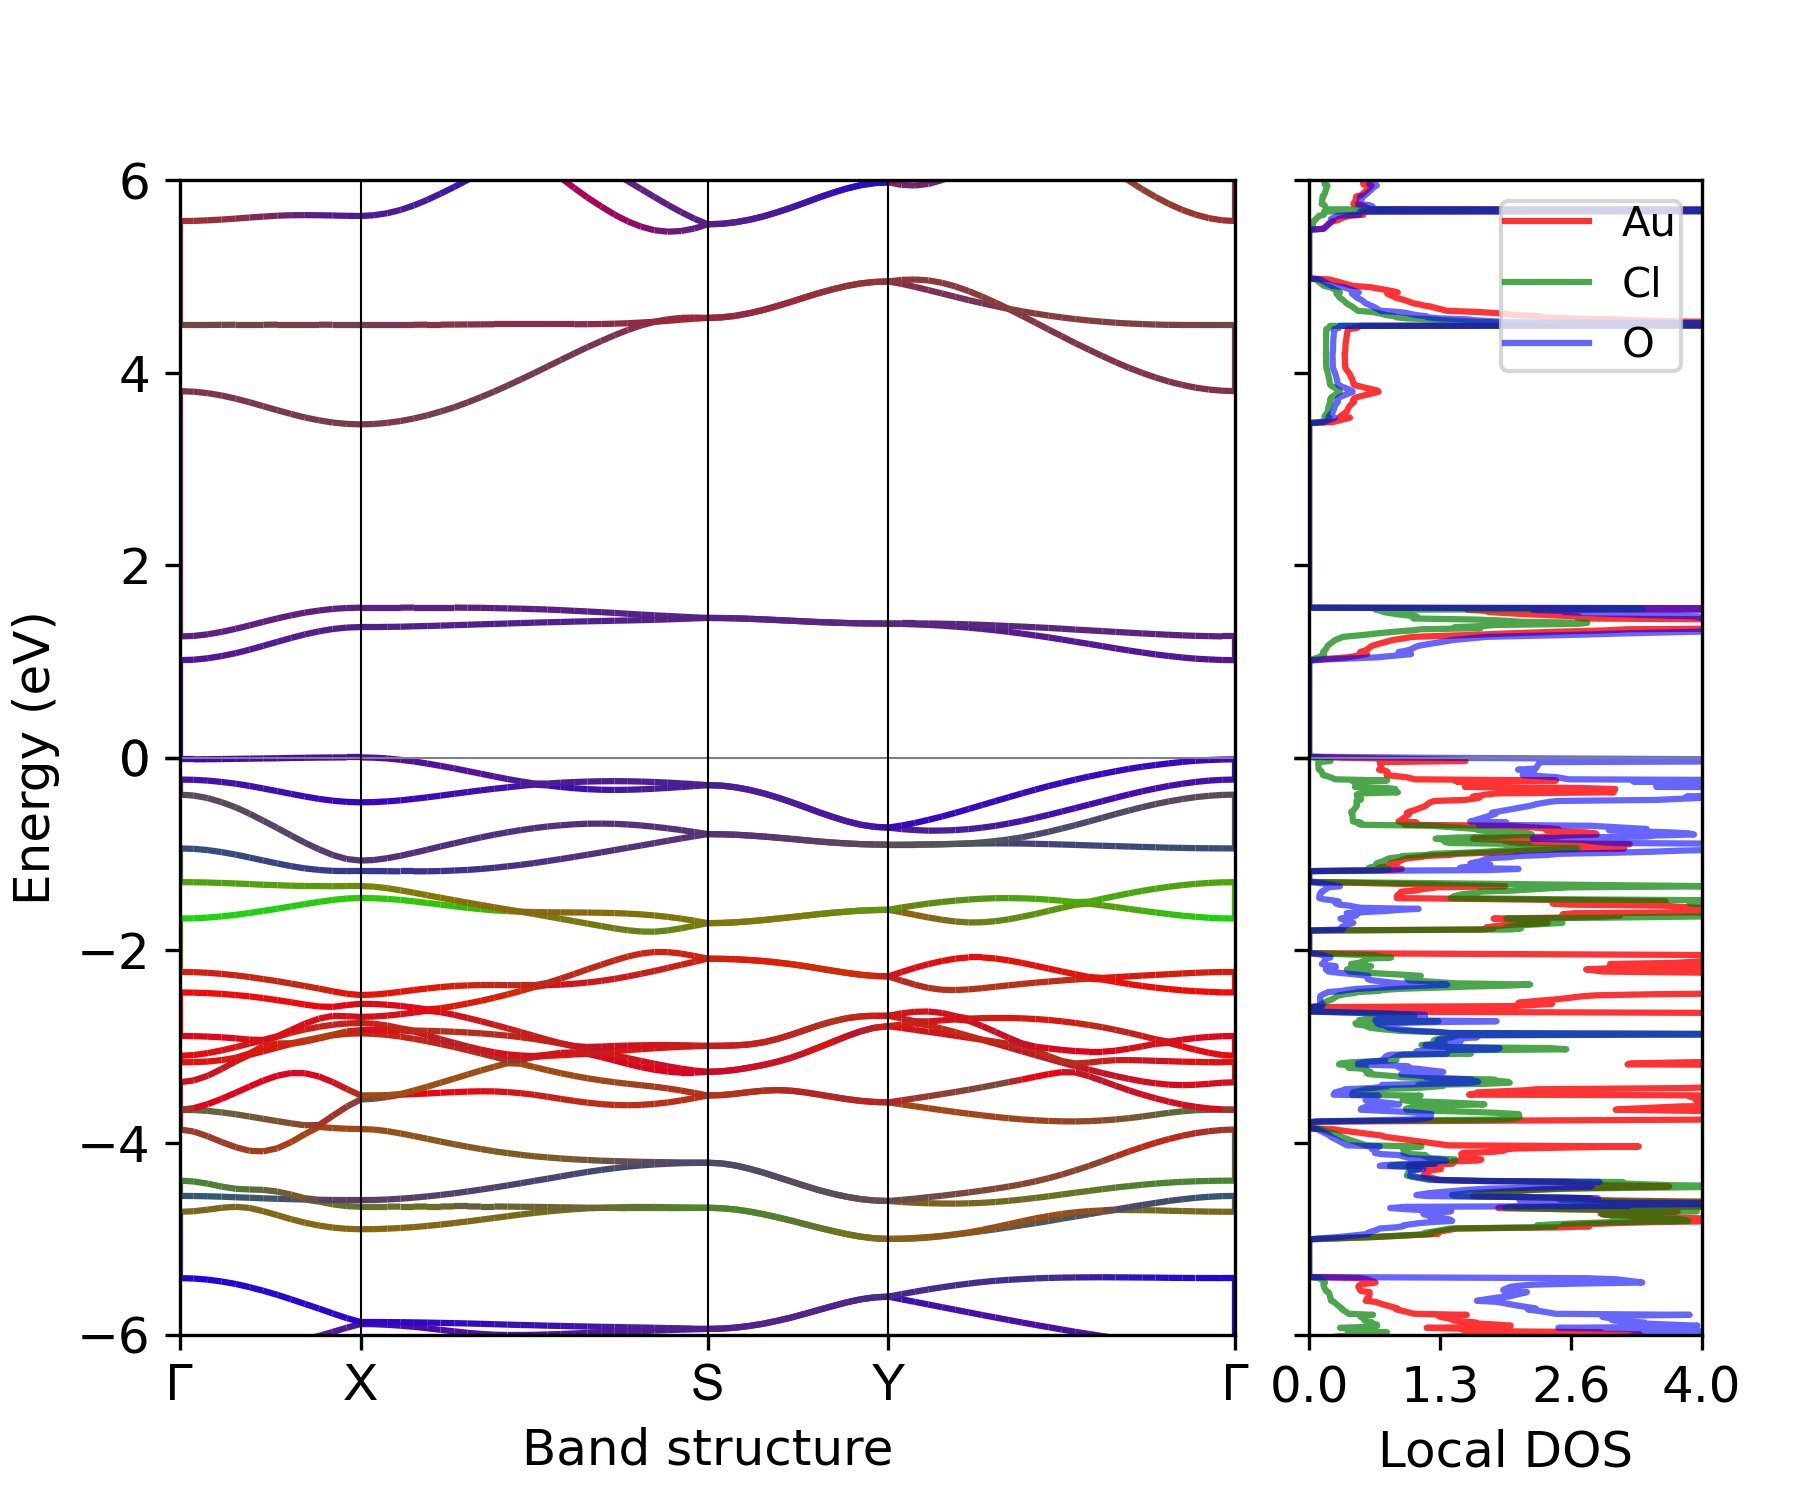 6
4
2
0
−2
−4
−6
Energy (eV)
Γ X S Y Γ
Band structure
Au
Cl
O
0.0 1.3 2.6 4.0
Local DOS